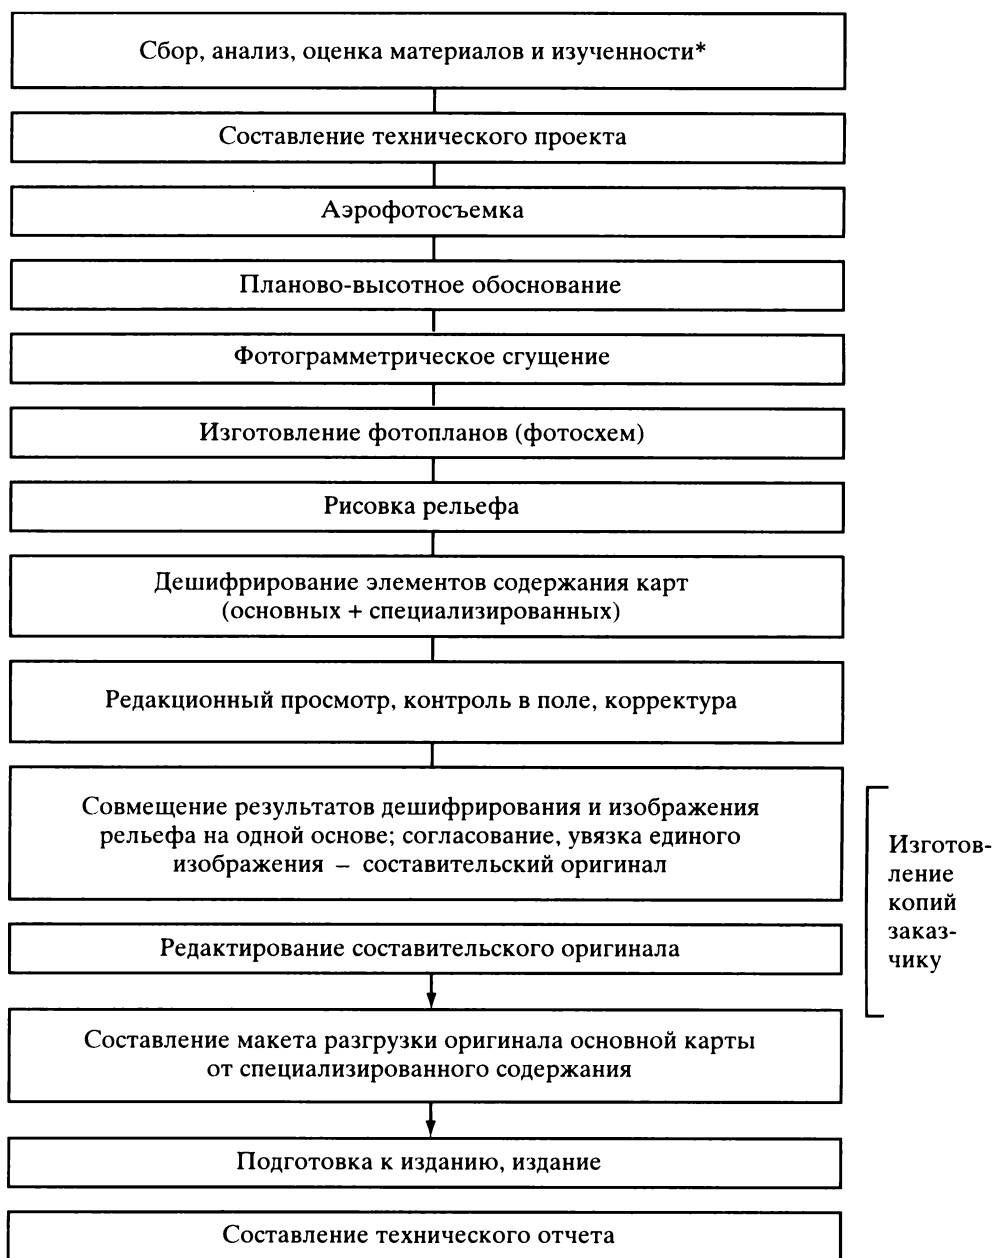 Сбор, анализ, оценка материалов и изученности*
Составление технического проекта
Аэрофотосъемка
Планово-высотное обоснование
Фотограмметрическое сгущение
Изготовление фотопланов (фотосхем)
Рисовка рельефа
Дешифрирование элементов содержания карт
(основных + специализированных)
Редакционный просмотр, контроль в поле, корректура
Совмещение результатов дешифрирования и изображения
рельефа на одной основе; согласование, увязка единого
изображения – составительский оригинал
Изготов-
ление
копий
заказ-
чику
Редактирование составительского оригинала
Составление макета разгрузки оригинала основной карты
от специализированного содержания
Подготовка к изданию, издание
Составление технического отчета